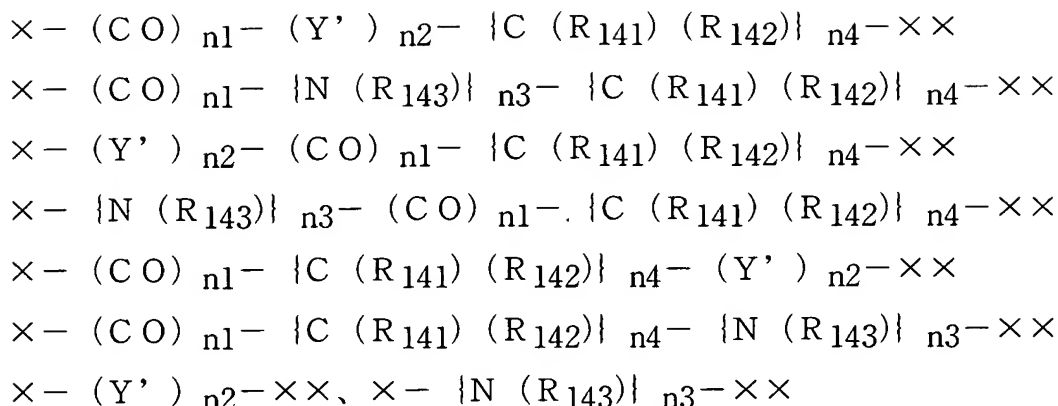 ×－ (CO) n1－ (Y’) n2－ {C (R141) (R142)} n4－××
×－ (CO) n1－ {N (R143)} n3－ {C (R141) (R142)} n4－××
×－ (Y’) n2－ (CO) n1－ {C (R141) (R142)} n4－××
×－ {N (R143)} n3－ (CO) n1－. {C (R141) (R142)} n4－××
×－ (CO) n1－ {C (R141) (R142)} n4－ (Y’) n2－××
×－ (CO) n1－ {C (R141) (R142)} n4－ {N (R143)} n3－××
×－ (Y’) n2－××、×－ {N (R143)} n3－××